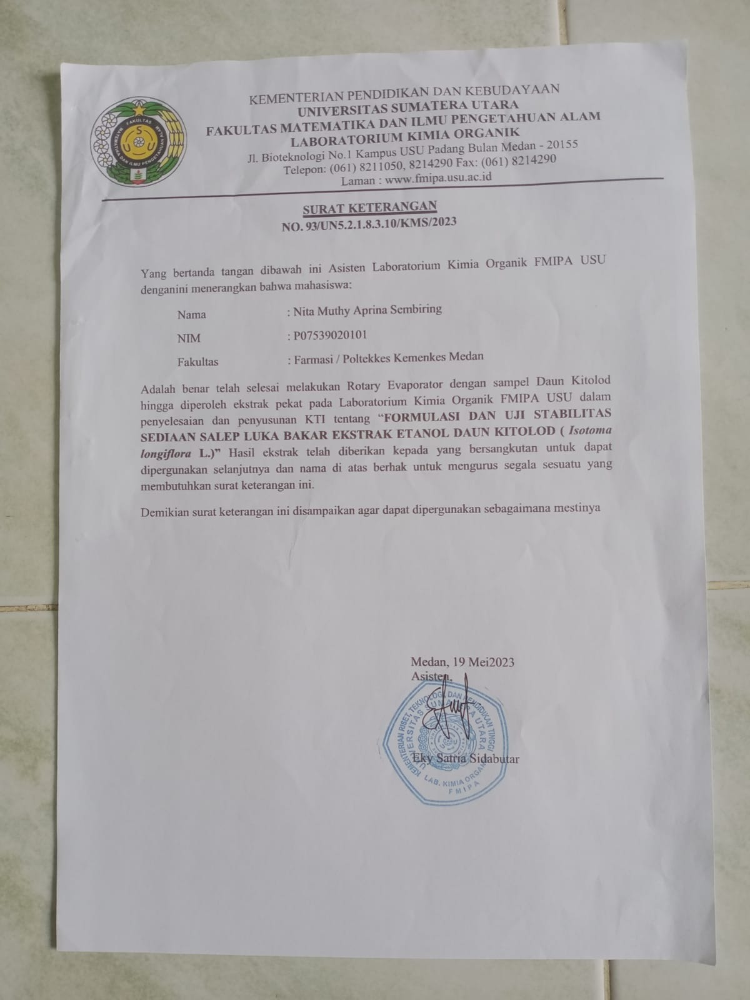 KEMENTERIAN PENDIDIKAN DAN KEBUDAYAAN
UNIVERSITAS SUMATERA UTARA
FAKULTAS MATEMATIKA DAN ILMU PENGETAHUAN ALAM
LABORATORIUM KIMIA ORGANIK
Jl. Bioteknologi No.1 Kampus USU Padang Bulan Medan - 20155
Telepon: (061) 8211050, 8214290 Fax: (061) 8214290
Laman : www.fmipa.usu.ac.id
FAKULTAS
MATEMATIKA DAN ILMU PENGETAHUAN ALAM
U S U
SURAT KETERANGAN
NO. 93/UN5.2.1.8.3.10/KMS/2023
Yang bertanda tangan dibawah ini Asisten Laboratorium Kimia Organik FMIPA USU
denganini menerangkan bahwa mahasiswa:
Nama : Nita Muthy Aprina Sembiring
NIM : P07539020101
Fakultas : Farmasi / Poltekkes Kemenkes Medan
Adalah benar telah selesai melakukan Rotary Evaporator dengan sampel Daun Kitolod
hingga diperoleh ekstrak pekat pada Laboratorium Kimia Organik FMIPA USU dalam
penyelesaian dan penyusunan KTI tentang “FORMULASI DAN UJI STABILITAS
SEDIAAN SALEP LUKA BAKAR EKSTRAK ETANOL DAUN KITOLOD ( Isotoma
longiflora L.)” Hasil ekstrak telah diberikan kepada yang bersangkutan untuk dapat
dipergunakan selanjutnya dan nama di atas berhak untuk mengurus segala sesuatu yang
membutuhkan surat keterangan ini.
Demikian surat keterangan ini disampaikan agar dapat dipergunakan sebagaimana mestinya
Medan, 19 Mei2023
Asisten,
KEMENTERIAN RISET, TEKNOLOGI, DAN PENDIDIKAN TINGGI
UNIVERSITAS SUMATERA UTARA
Eky Satria Sidabutar
LAB. KIMIA ORGANIK
FMIPA